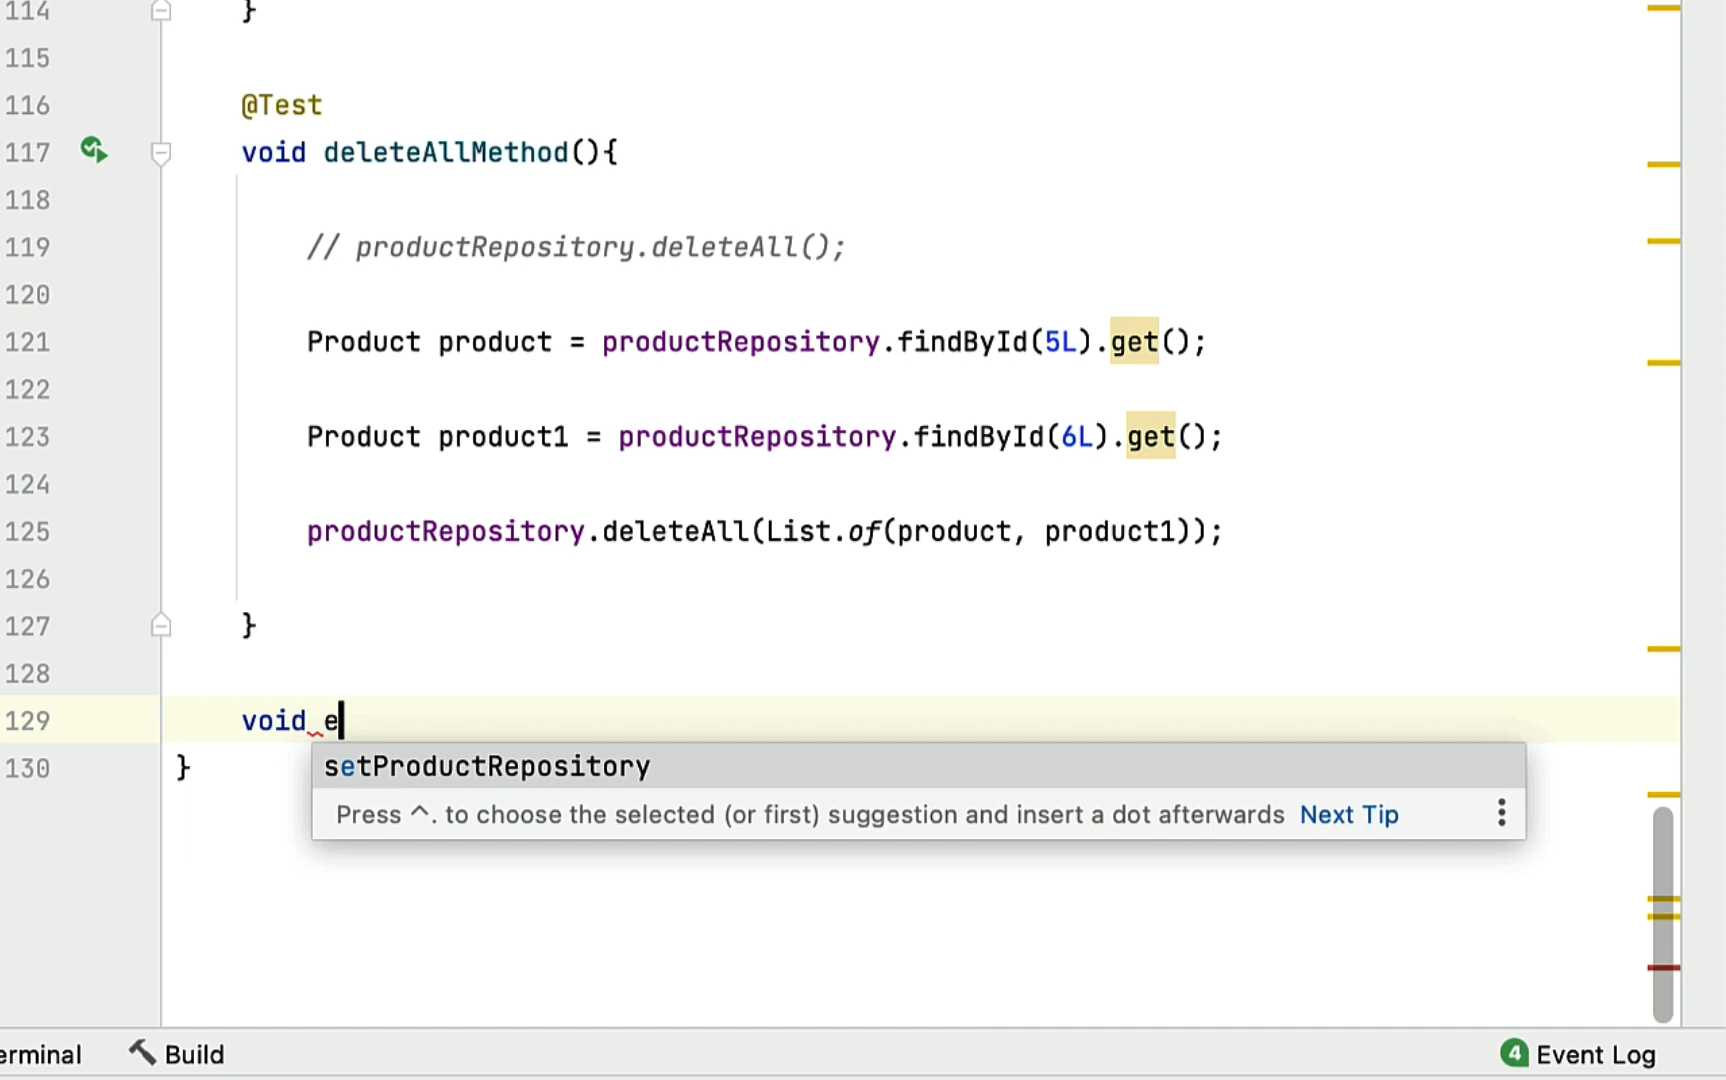 114 }
115
116 @Test
117 void deleteAllMethod(){
118
119 // productRepository.deleteAll();
120
121 Product product = productRepository.findById(5L).get();
122
123 Product product1 = productRepository.findById(6L).get();
124
125 productRepository.deleteAll(List.of(product, product1));
126
127 }
128
129 void e
setProductRepository
130 }
Press ^. to choose the selected (or first) suggestion and insert a dot afterwards Next Tip
erminal Build 4 Event Log